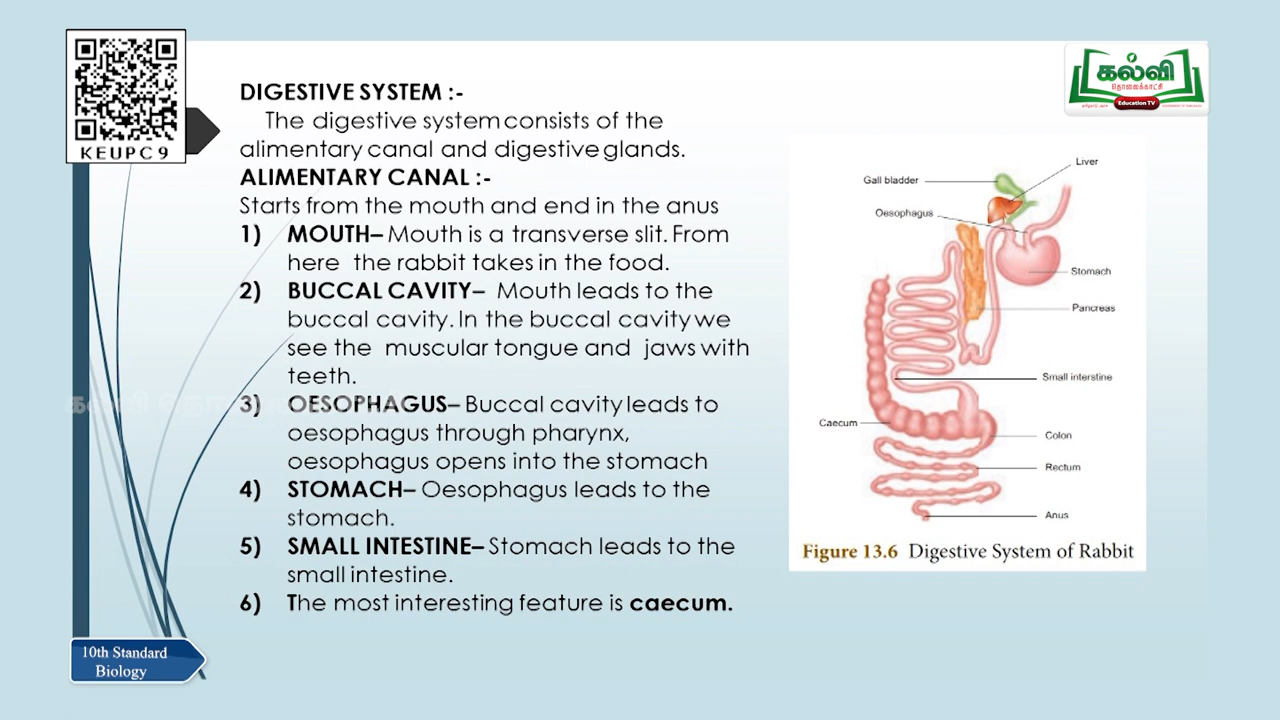 KEUPC9
கல்வி
தொலைக்காட்சி
Education TV
DIGESTIVE SYSTEM :-
The digestive system consists of the
alimentary canal and digestive glands.
ALIMENTARY CANAL :-
Starts from the mouth and end in the anus
1) MOUTH– Mouth is a transverse slit. From
here the rabbit takes in the food.
2) BUCCAL CAVITY– Mouth leads to the
buccal cavity. In the buccal cavity we
see the muscular tongue and jaws with
teeth.
3) OESOPHAGUS– Buccal cavity leads to
oesophagus through pharynx,
oesophagus opens into the stomach
4) STOMACH– Oesophagus leads to the
stomach.
5) SMALL INTESTINE– Stomach leads to the
small intestine.
6) The most interesting feature is caecum.
Liver
Gall bladder
Oesophagus
Stomach
Pancreas
Small interstine
Caecum
Colon
Rectum
Anus
Figure 13.6 Digestive System of Rabbit
10th Standard
Biology